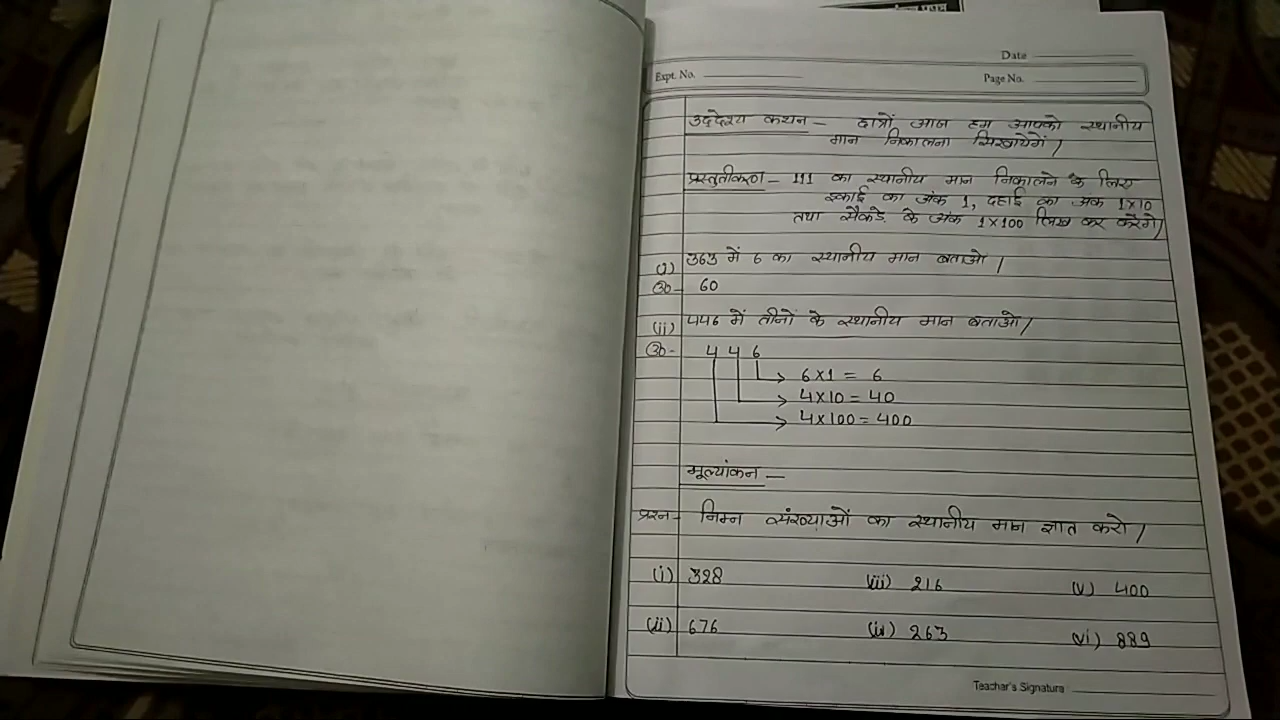 Date
Expt. No.
Page No.
उद्देश्य कथन — छात्रों आज हम आपको स्थानीय
मान निकालना सिखायेगें।
प्रस्तुतीकरण — 111 का स्थानीय मान निकालने के लिए
इकाई का अंक 1, दहाई का अंक 1×10
तथा सैकडे के अंक 1×100 लिख कर करेंगे।
(i) 363 में 6 का स्थानीय मान बताओ।
उ० - 60
(ii) 446 में तीनों के स्थानीय मान बताओ।
उ० - 4 4 6
6×1 = 6
4×10 = 40
4×100 = 400
मूल्यांकन —
प्रश्न - निम्न संख्याओं का स्थानीय मान ज्ञात करो।
(i) 328 (iii) 216 (v) 400
(ii) 676 (iv) 263 (vi) 889
Teacher's Signature